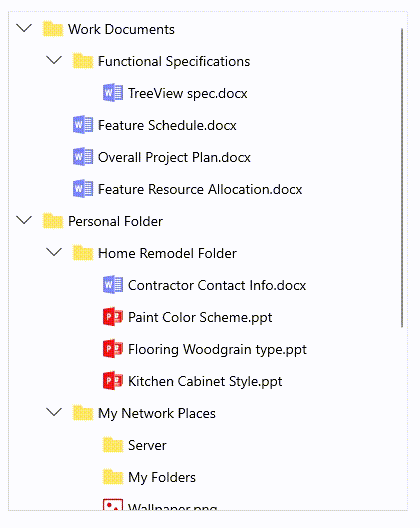 Work Documents
Functional Specifications
TreeView spec.docx
Feature Schedule.docx
Overall Project Plan.docx
Feature Resource Allocation.docx
Personal Folder
Home Remodel Folder
Contractor Contact Info.docx
Paint Color Scheme.ppt
Flooring Woodgrain type.ppt
Kitchen Cabinet Style.ppt
My Network Places
Server
My Folders
Wallpaper.png